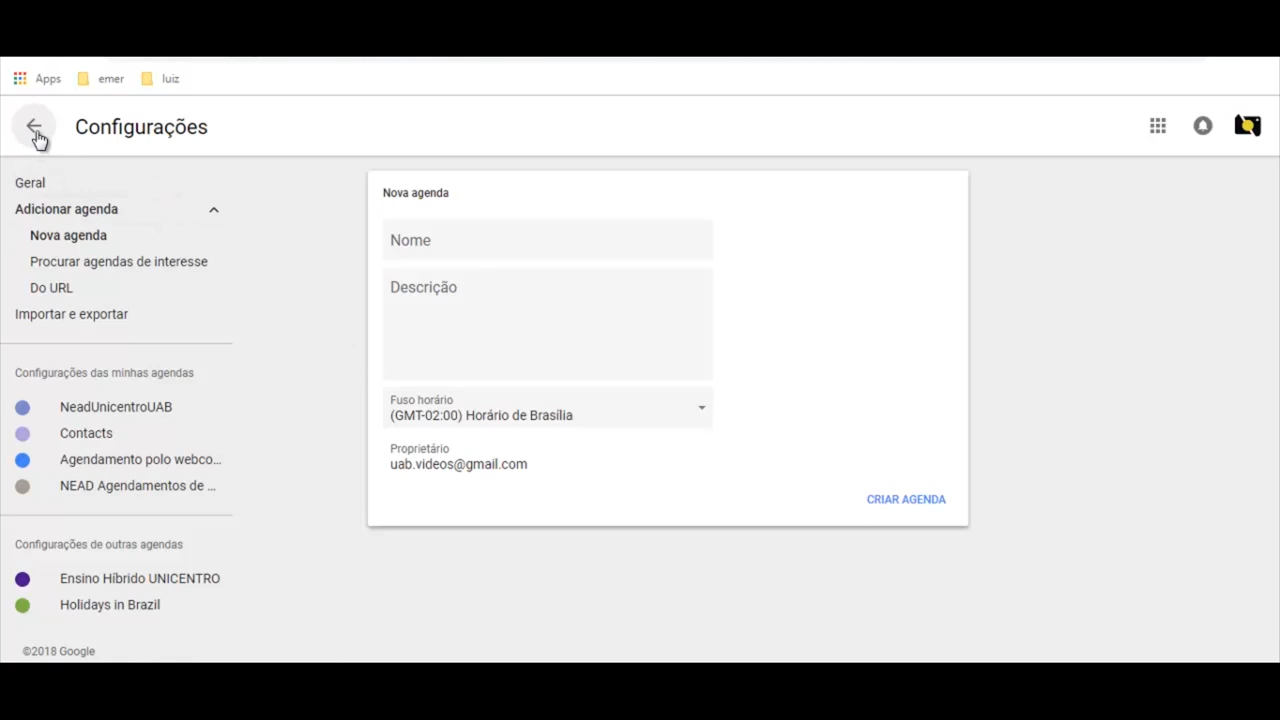 Apps emer luiz
Configurações
Geral
Adicionar agenda
Nova agenda
Procurar agendas de interesse
Do URL
Importar e exportar
Configurações das minhas agendas
NeadUnicentroUAB
Contacts
Agendamento polo webco...
NEAD Agendamentos de ...
Configurações de outras agendas
Ensino Híbrido UNICENTRO
Holidays in Brazil
©2018 Google
Nova agenda
Nome
Descrição
Fuso horário
(GMT-02:00) Horário de Brasília
Proprietário
uab.videos@gmail.com
CRIAR AGENDA